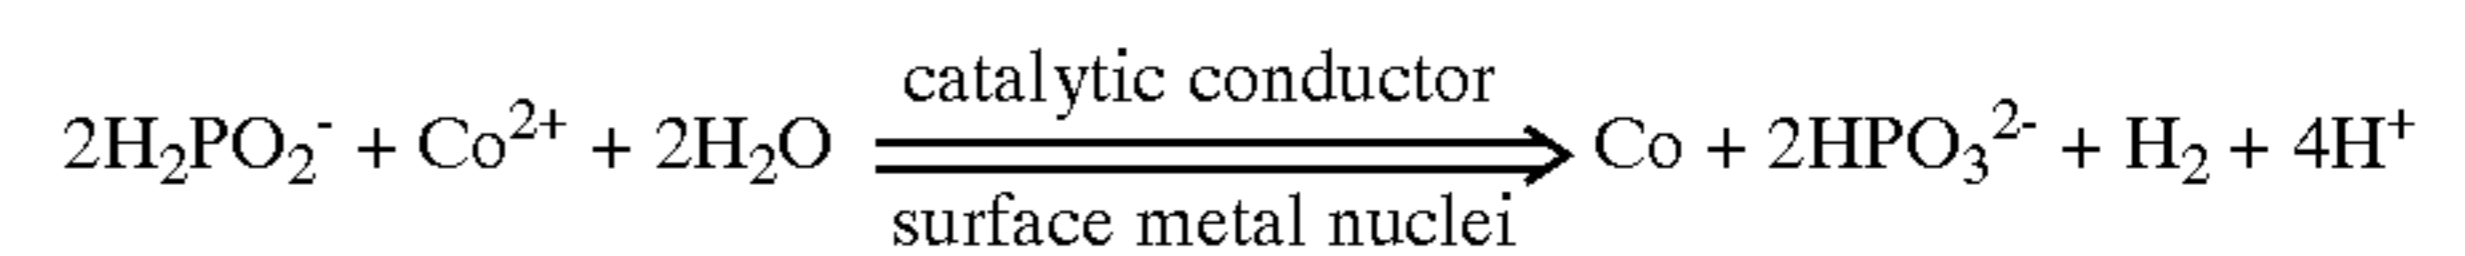 catalytic conductor
2H₂PO₂⁻ + Co²⁺ + 2H₂O ⟹ Co + 2HPO₃²⁻ + H₂ + 4H⁺
surface metal nuclei